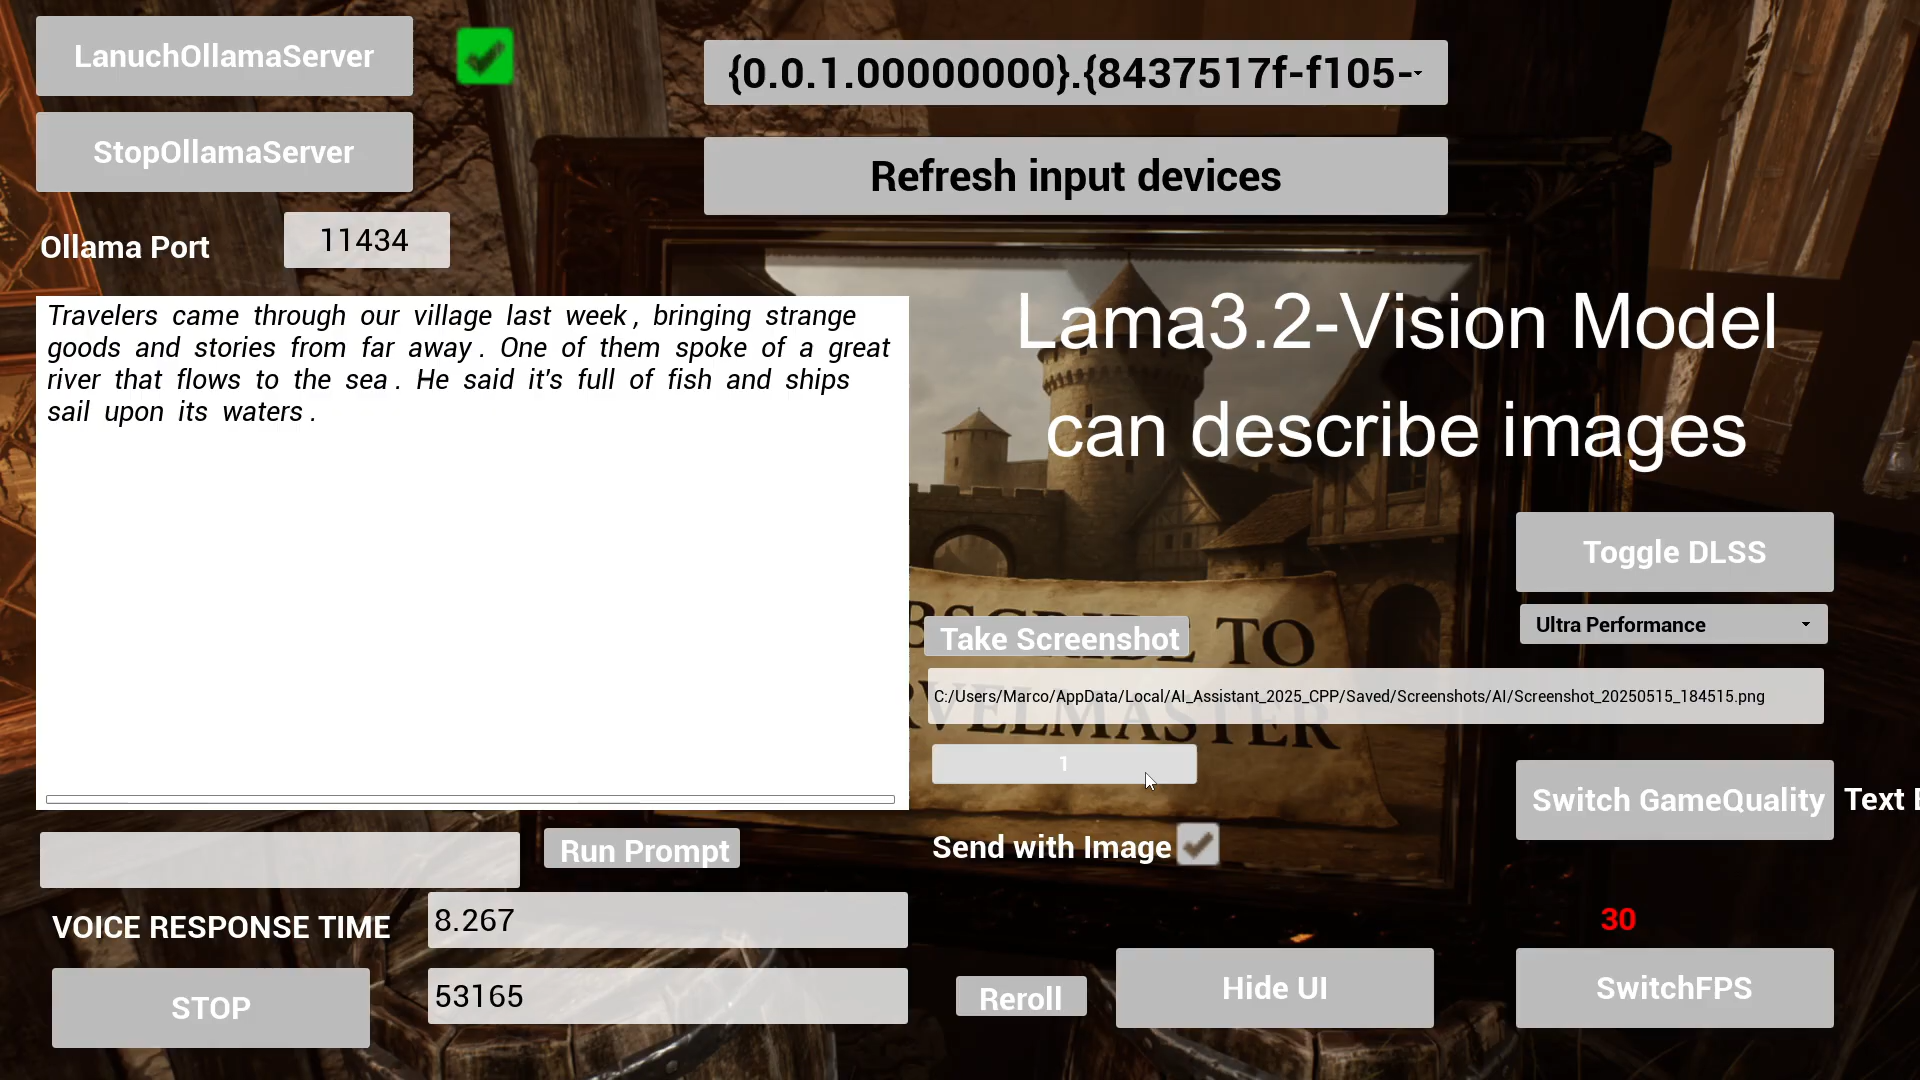 LanuchOllamaServer
{0.0.1.00000000}.{8437517f-f105-
StopOllamaServer
Refresh input devices
Ollama Port
11434
Travelers came through our village last week, bringing strange
goods and stories from far away. One of them spoke of a great
river that flows to the sea. He said it's full of fish and ships
sail upon its waters.
Lama3.2-Vision Model
can describe images
Toggle DLSS
Ultra Performance
TO
Take Screenshot
C:/Users/Marco/AppData/Local/AI_Assistant_2025_CPP/Saved/Screenshots/AI/Screenshot_20250515_184515.png
1
Switch GameQuality
Text
Send with Image
Run Prompt
VOICE RESPONSE TIME
8.267
30
STOP
53165
Reroll
Hide UI
SwitchFPS